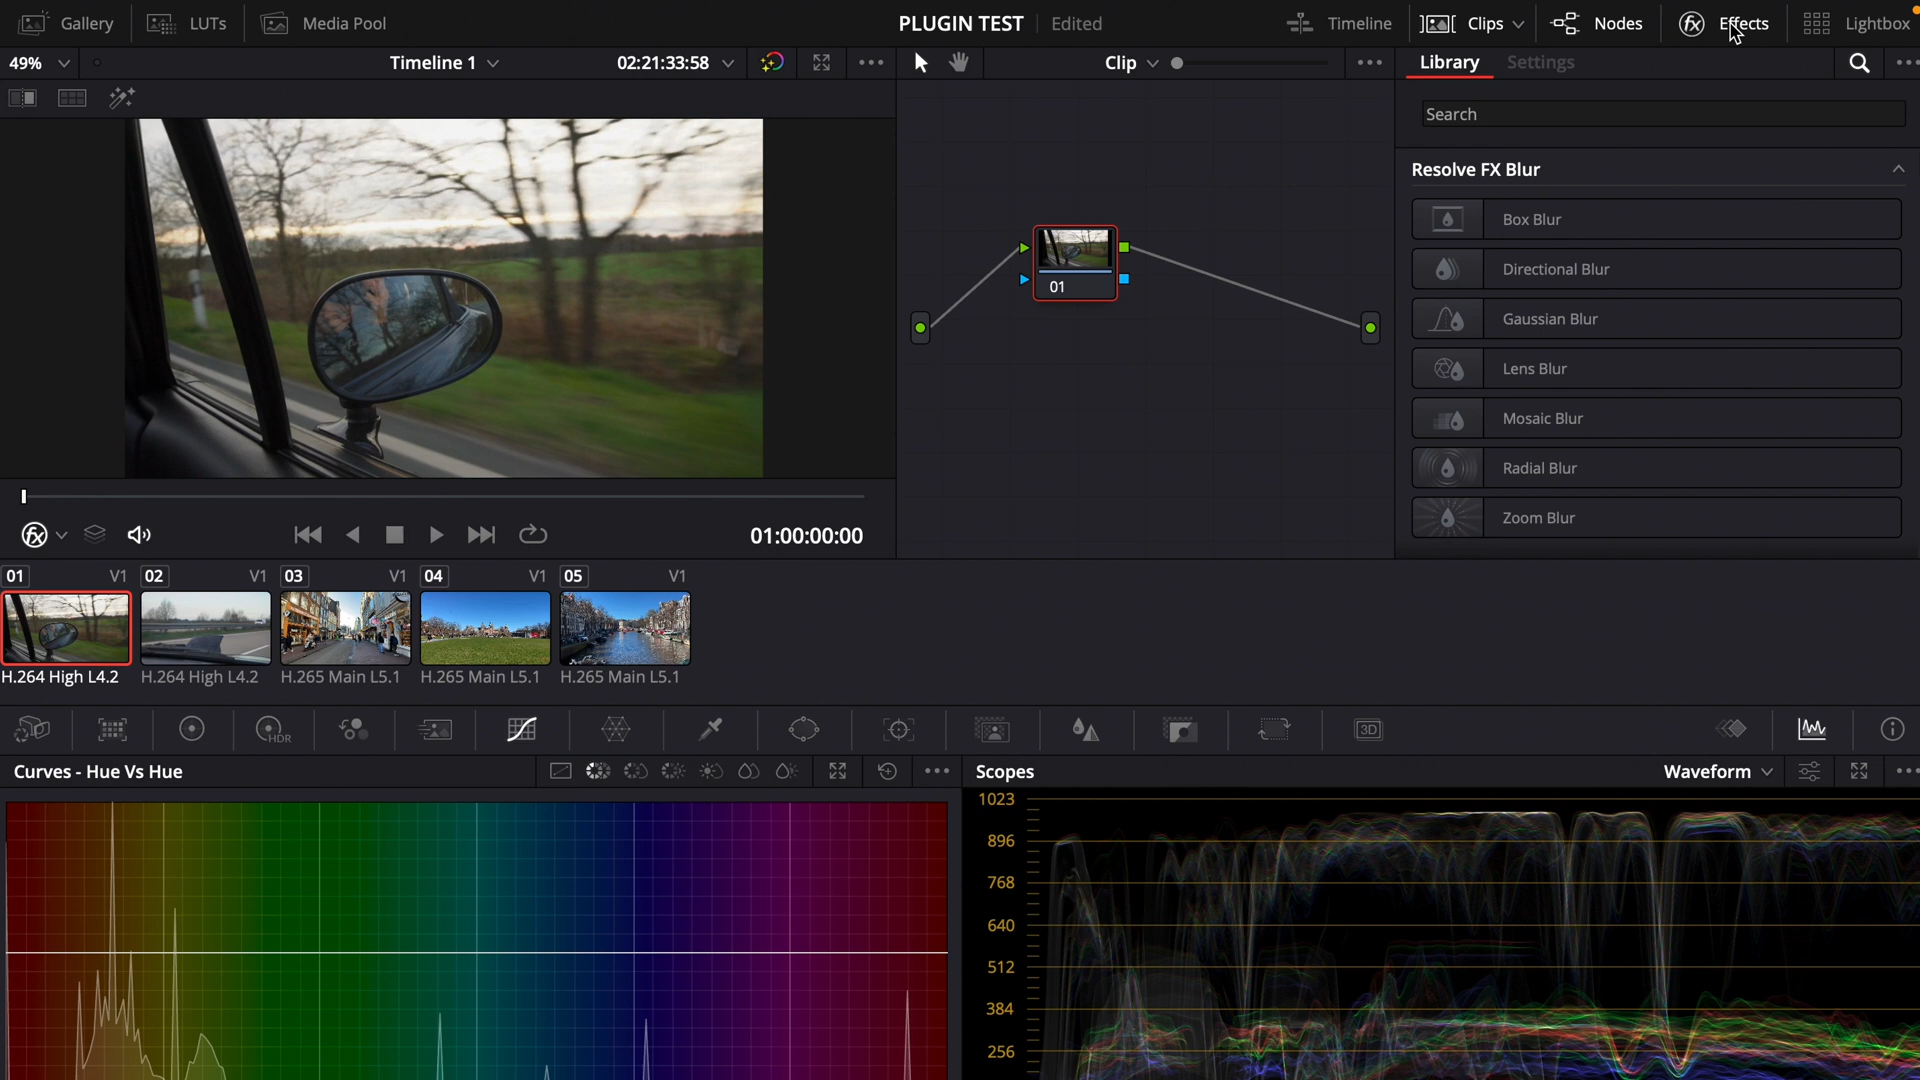 Gallery LUTs Media Pool PLUGIN TEST Edited Timeline Clips Nodes fx Effects Lightbox
49% Timeline 1 02:21:33:58 Clip Library Settings
Search
Resolve FX Blur
Box Blur
Directional Blur
Gaussian Blur
Lens Blur
Mosaic Blur
Radial Blur
Zoom Blur
01
fx 01:00:00:00
01 V1 02 V1 03 V1 04 V1 05 V1
H.264 High L4.2 H.264 High L4.2 H.265 Main L5.1 H.265 Main L5.1 H.265 Main L5.1
HDR 3D
Curves - Hue Vs Hue Scopes Waveform
1023
896
768
640
512
384
256